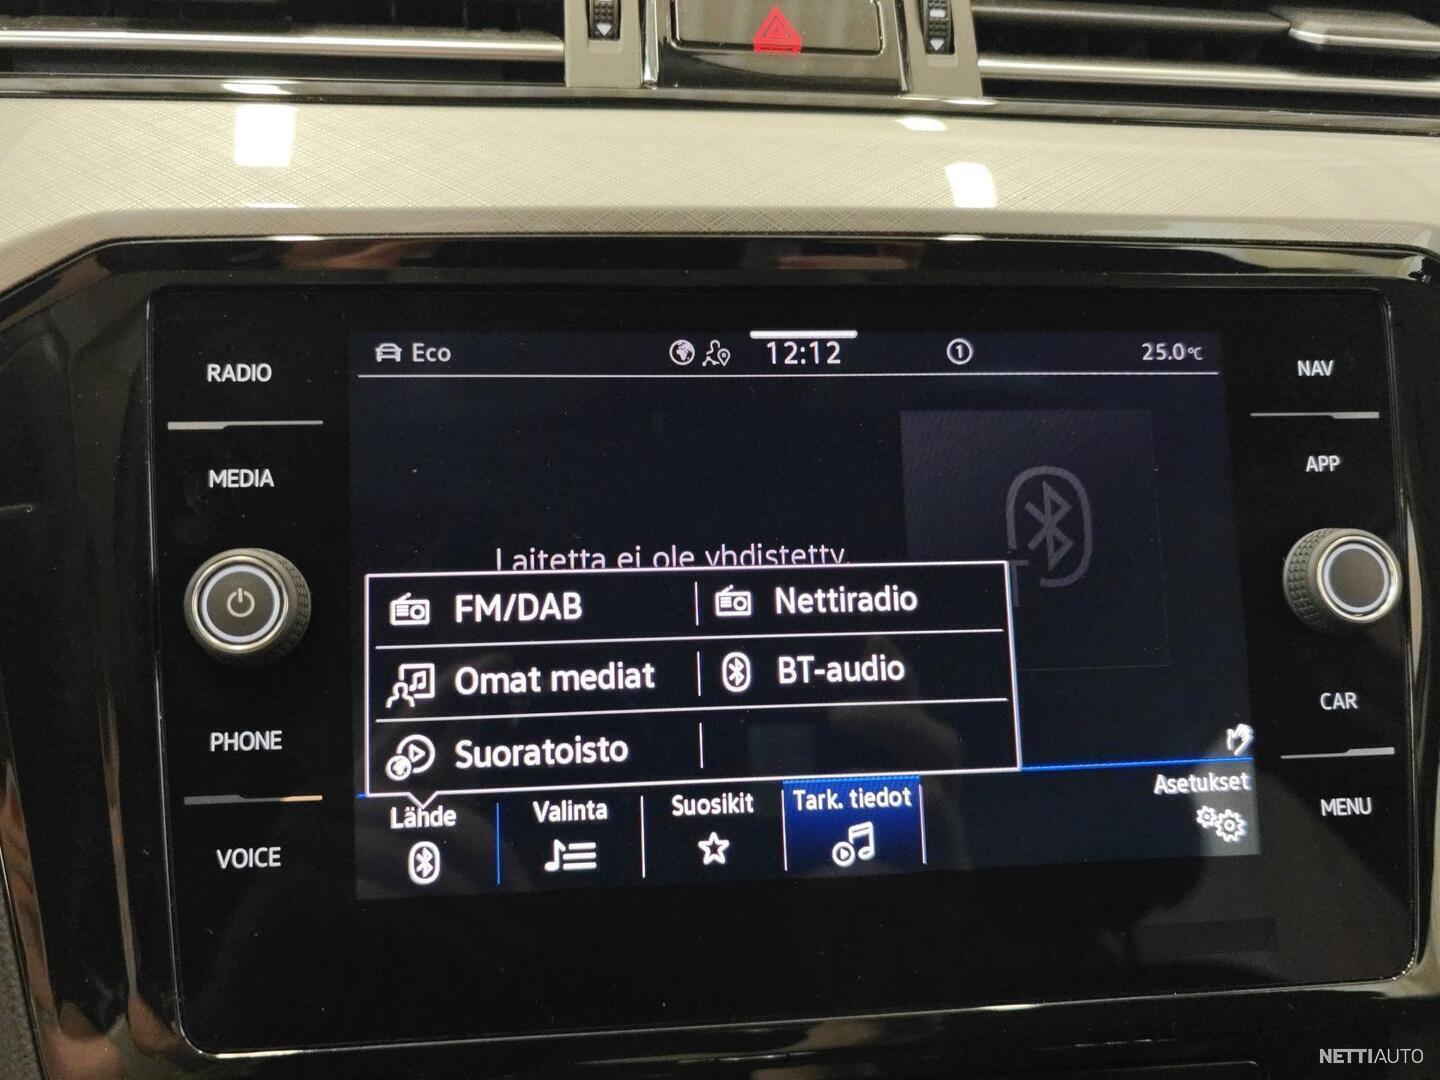 RADIO
MEDIA
PHONE
VOICE
NAV
APP
CAR
MENU
Eco
12:12
1
25.0°C
Laitetta ei ole yhdistetty.
FM/DAB
Nettiradio
Omat mediat
BT-audio
Suoratoisto
Lähde
Valinta
Suosikit
Tark. tiedot
Asetukset
NETTIAUTO